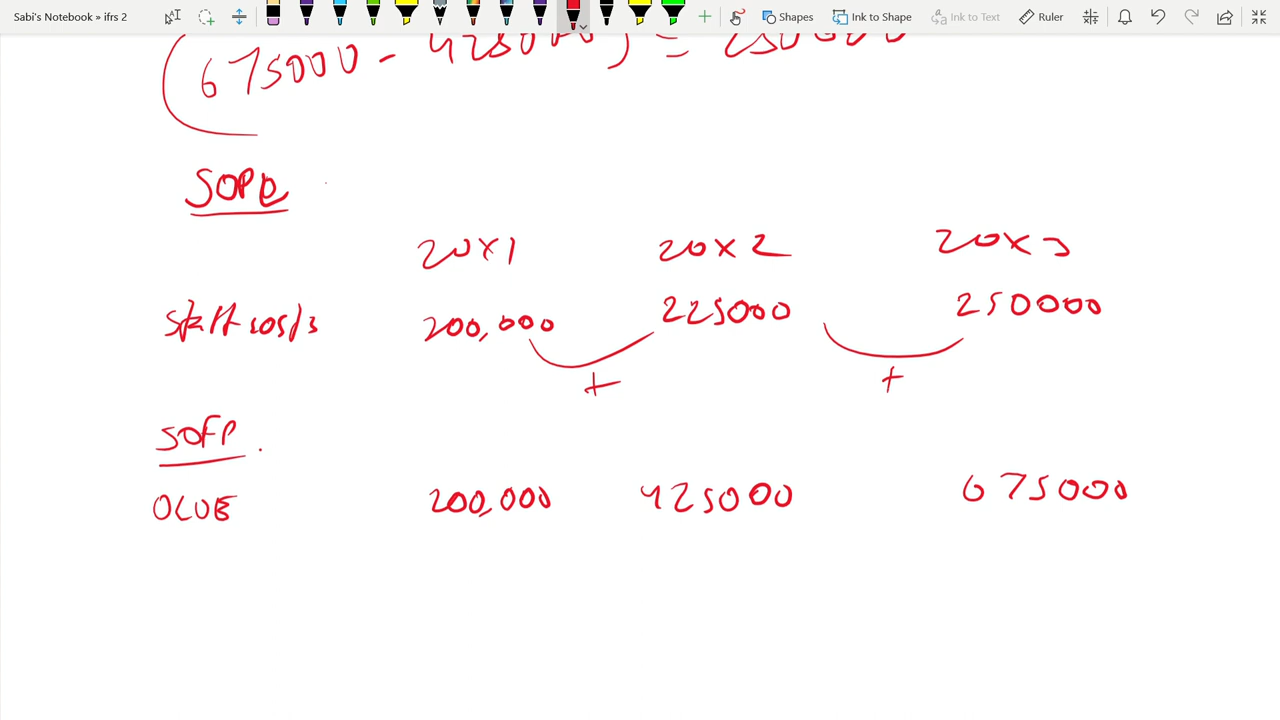 Sabi's Notebook » ifrs 2
Shapes Ink to Shape Ink to Text Ruler
(675000 - 425000) = 250000
SOPL
20X1 20X2 20X3
Staff costs 200,000 225000 250000
+ +
SOFP
200,000 425000 675000